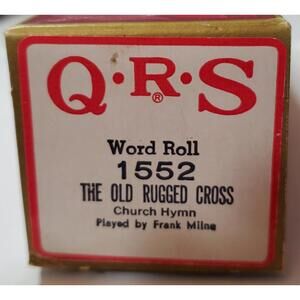 Q·R·S
®
Word Roll
1552
THE OLD RUGGED CROSS
Church Hymn
Played by Frank Milne